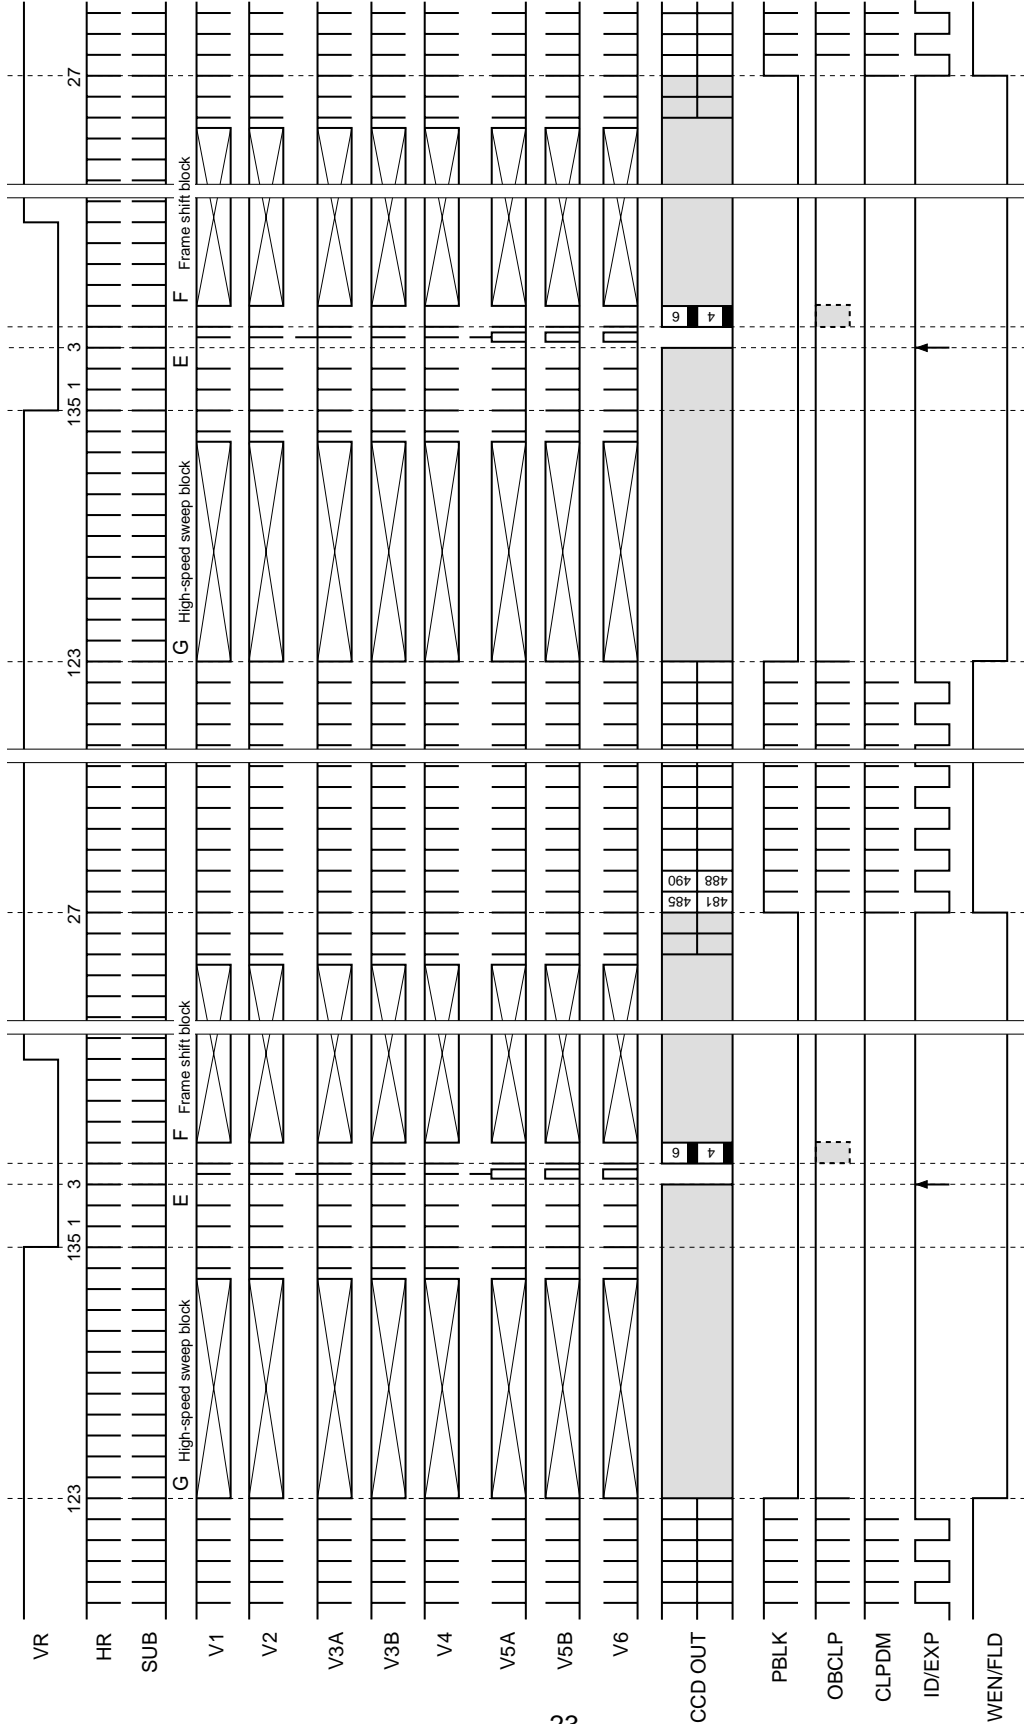 VR
123 135 1 3 27 123 135 1 3 27
HR
SUB
G High-speed sweep block E F Frame shift block G High-speed sweep block E F Frame shift block
V1
V2
V3A
V3B
V4
V5A
V5B
V6
6 485 490 6
CCD OUT
4 481 488 4
PBLK
OBCLP
CLPDM
ID/EXP
WEN/FLD
23